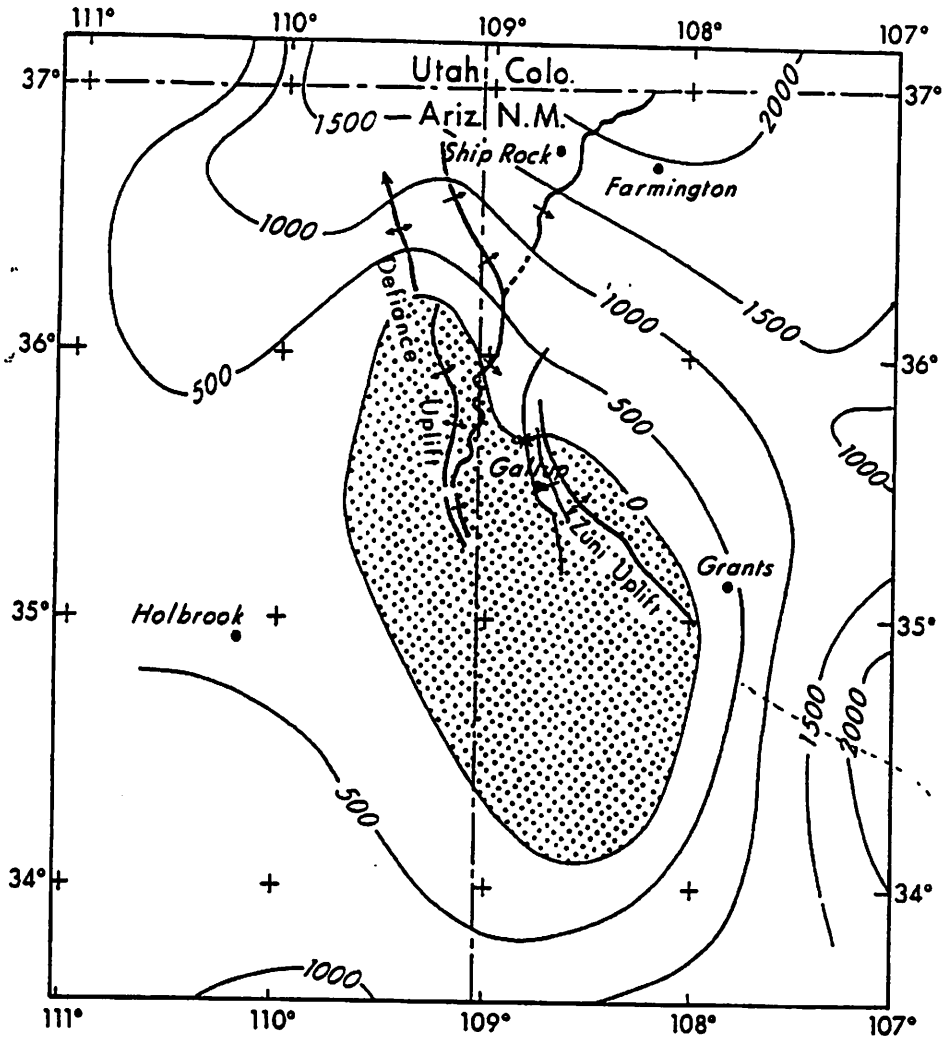 111° 110° 109° 108° 107°
37° Utah Colo. 2000 37°
1500 Ariz. N.M.
Ship Rock
Farmington
1000
Defiance Uplift
1000
1500
36° 36°
500
500
1000
Gallup
0
Zuni Uplift
Grants
35° 35°
Holbrook
1500
2000
500
34° 34°
1000
111° 110° 109° 108° 107°